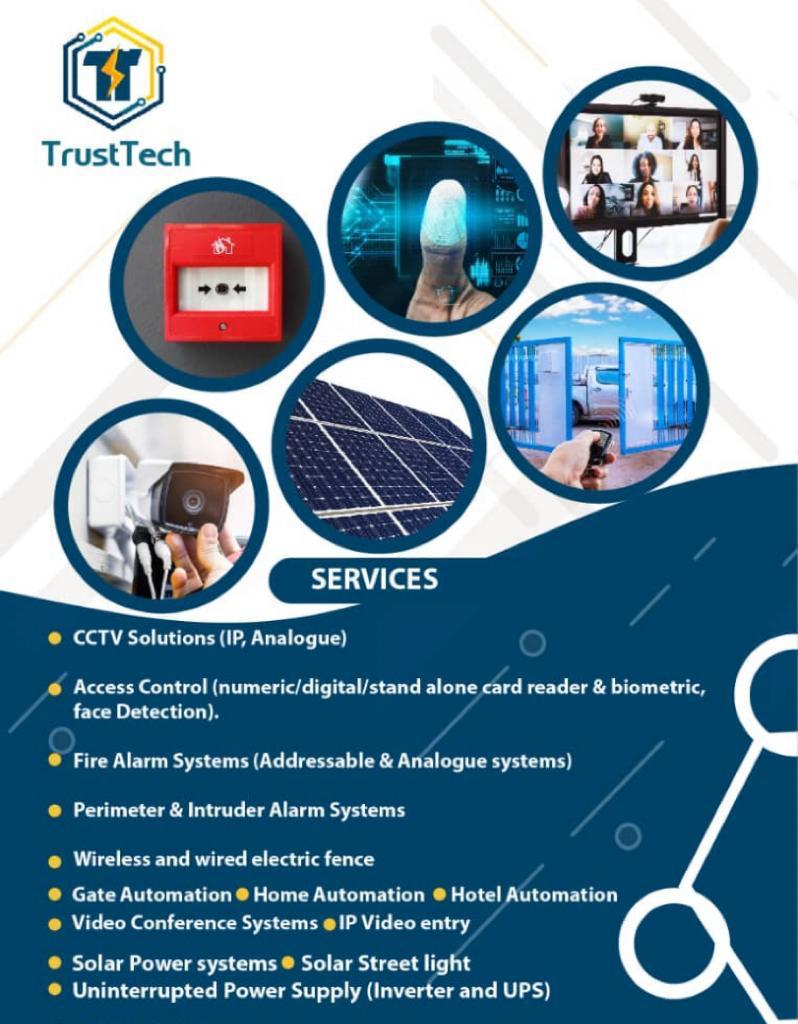 TT
TrustTech
SERVICES
CCTV Solutions (IP, Analogue)
Access Control (numeric/digital/stand alone card reader & biometric,
face Detection).
Fire Alarm Systems (Addressable & Analogue systems)
Perimeter & Intruder Alarm Systems
Wireless and wired electric fence
Gate Automation ● Home Automation ● Hotel Automation
Video Conference Systems ● IP Video entry
Solar Power systems ● Solar Street light
Uninterrupted Power Supply (Inverter and UPS)